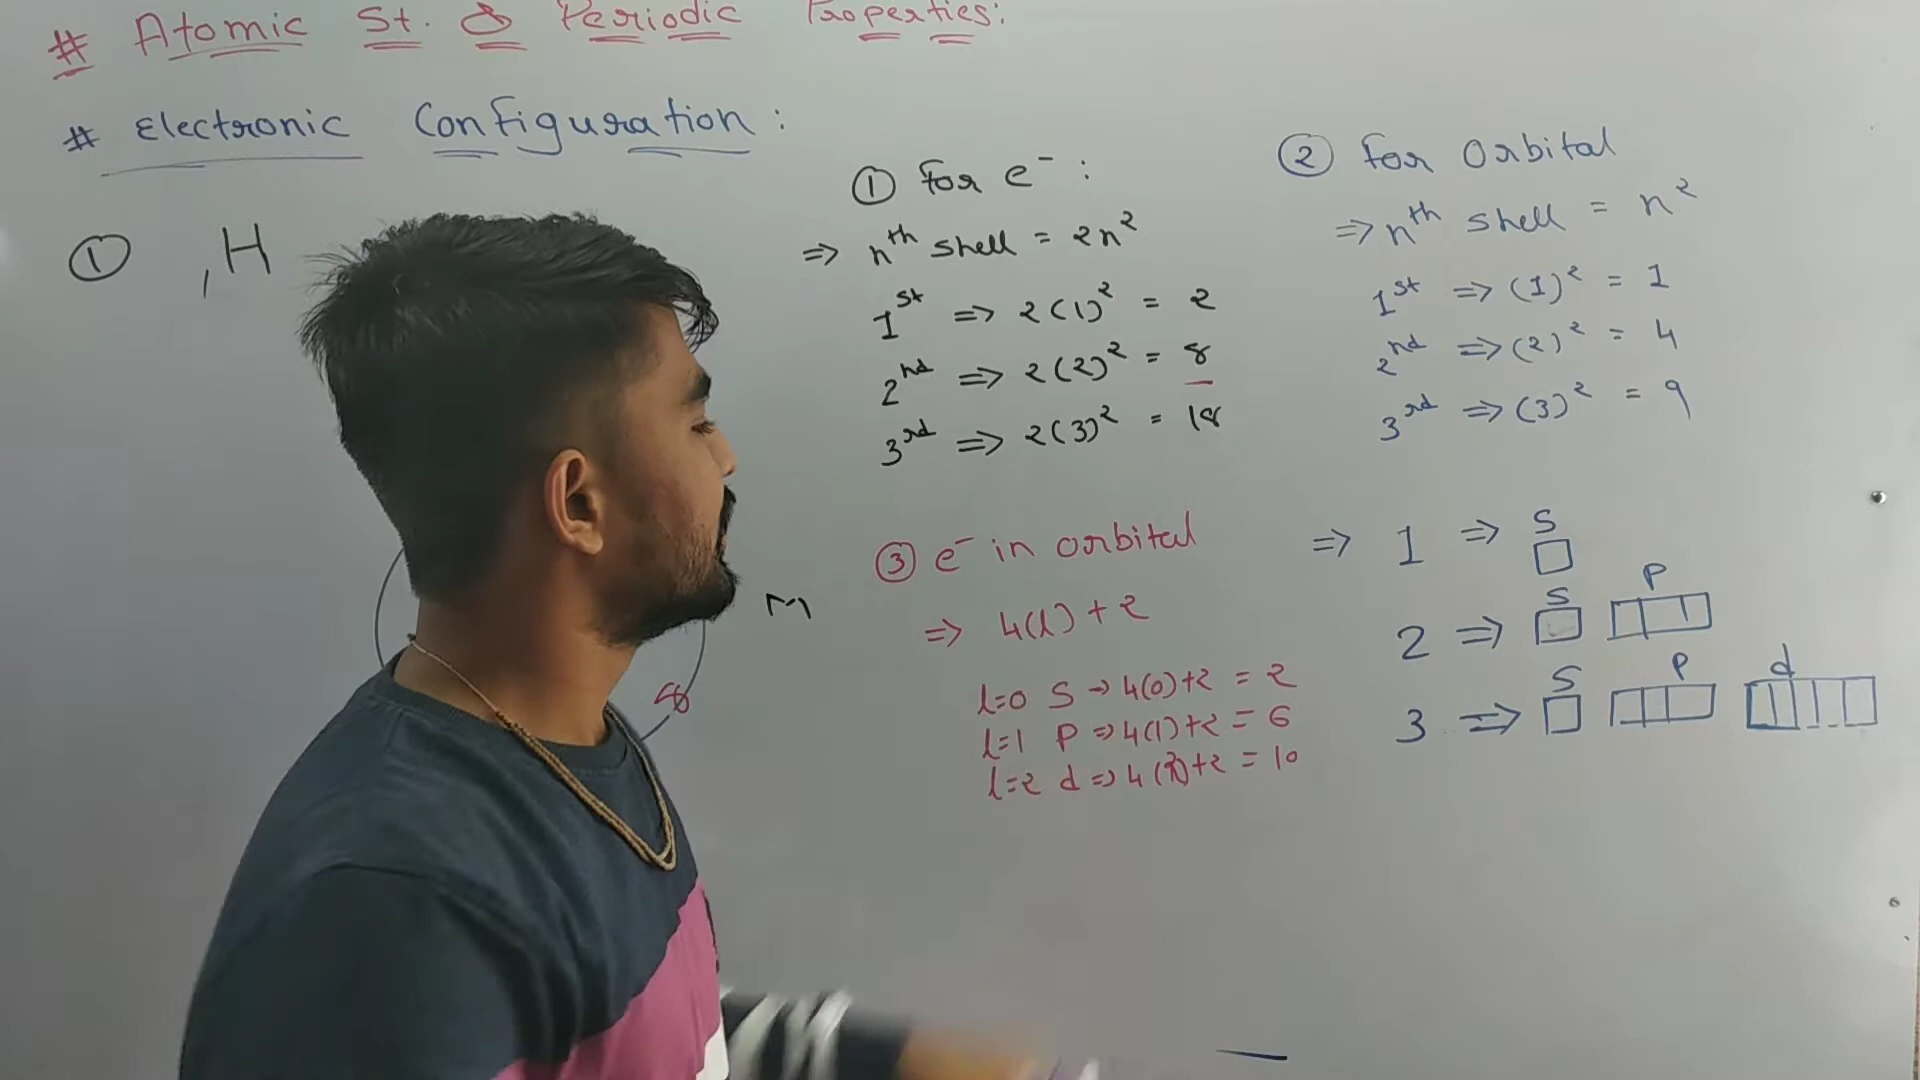 # Atomic St. & Periodic Properties:
# Electronic Configuration :
① ₁H
① For e⁻ :
⇒ nᵗʰ shell = 2n²
1ˢᵗ ⇒ 2(1)² = 2
2ⁿᵈ ⇒ 2(2)² = 8
3ʳᵈ ⇒ 2(3)² = 18
② For Orbital
⇒ nᵗʰ shell = n²
1ˢᵗ ⇒ (1)² = 1
2ⁿᵈ ⇒ (2)² = 4
3ʳᵈ ⇒ (3)² = 9
8
③ e⁻ in orbital
⇒ 4(l) + 2
l=0 S → 4(0)+2 = 2
l=1 P ⇒ 4(1)+2 = 6
l=2 d ⇒ 4(2)+2 = 10
⇒ 1 ⇒ S
2 ⇒ S P
3 ⇒ S P d